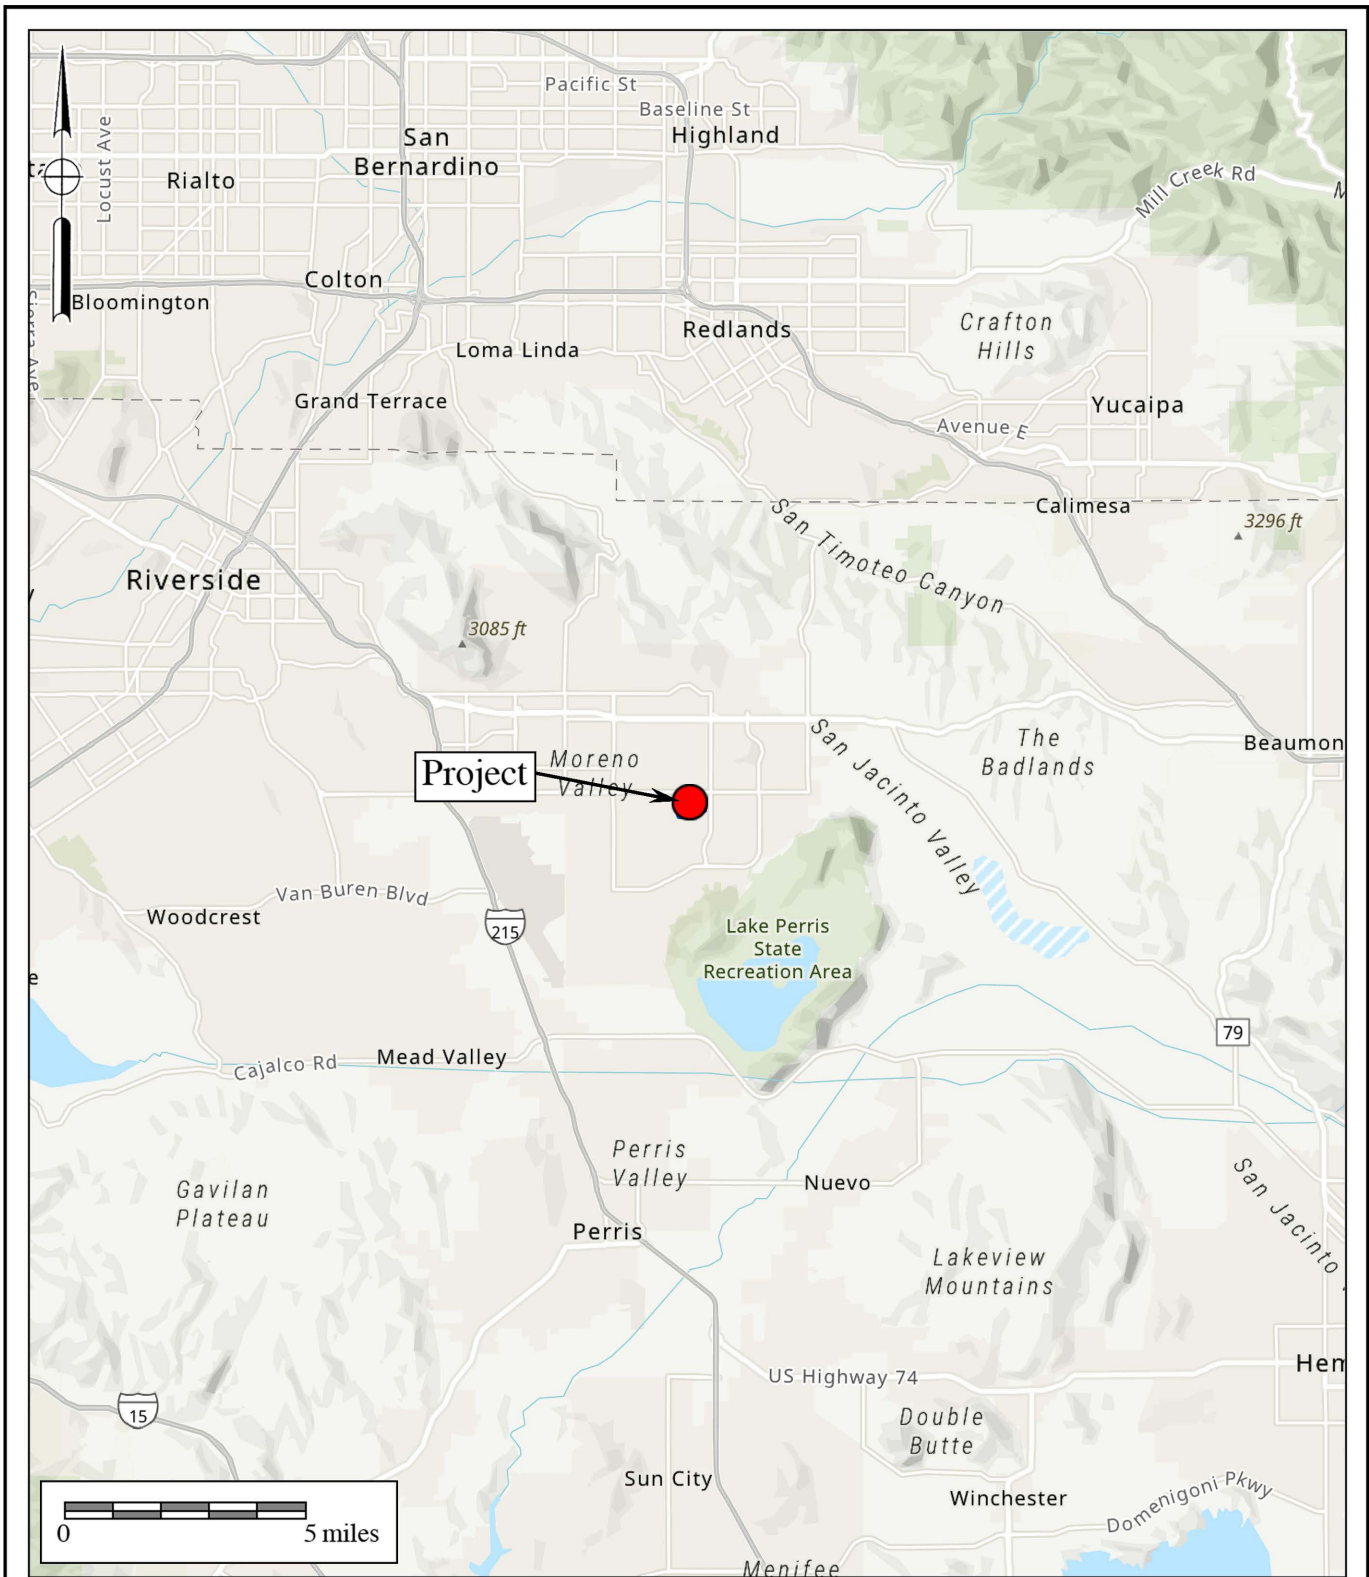 Pacific St
Baseline St
Highland
San
Bernardino
Locust Ave
Rialto
Mill Creek Rd
Colton
Bloomington
Sierra Ave
Redlands
Crafton
Hills
Loma Linda
Grand Terrace
Yucaipa
Avenue E
Calimesa
San Timoteo Canyon
3296 ft
Riverside
3085 ft
San Jacinto Valley
The
Badlands
Beaumon
Moreno
Valley
Project
Van Buren Blvd
Woodcrest
215
Lake Perris
State
Recreation Area
79
Mead Valley
Cajalco Rd
Perris
Valley
Nuevo
San Jacinto
Gavilan
Plateau
Perris
Lakeview
Mountains
US Highway 74
Hem
15
Double
Butte
Sun City
Winchester
Domenigoni Pkwy
0 5 miles
Menifee